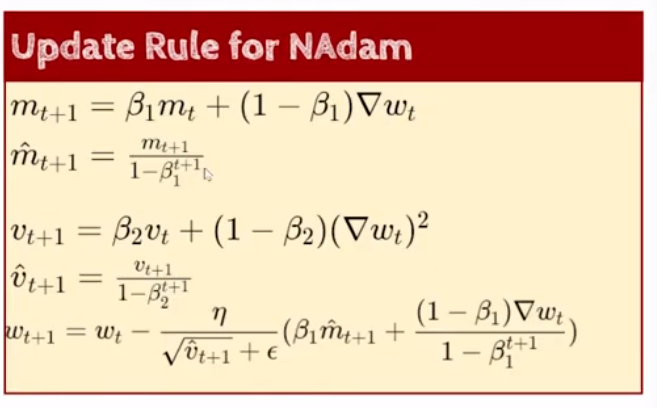 Update Rule for NAdam
$m_{t+1} = \beta_1 m_t + (1 - \beta_1)\nabla w_t$
$\hat{m}_{t+1} = \frac{m_{t+1}}{1-\beta_1^{t+1}}$
$v_{t+1} = \beta_2 v_t + (1 - \beta_2)(\nabla w_t)^2$
$\hat{v}_{t+1} = \frac{v_{t+1}}{1-\beta_2^{t+1}}$
$w_{t+1} = w_t - \frac{\eta}{\sqrt{\hat{v}_{t+1}} + \epsilon}(\beta_1 \hat{m}_{t+1} + \frac{(1 - \beta_1)\nabla w_t}{1 - \beta_1^{t+1}})$